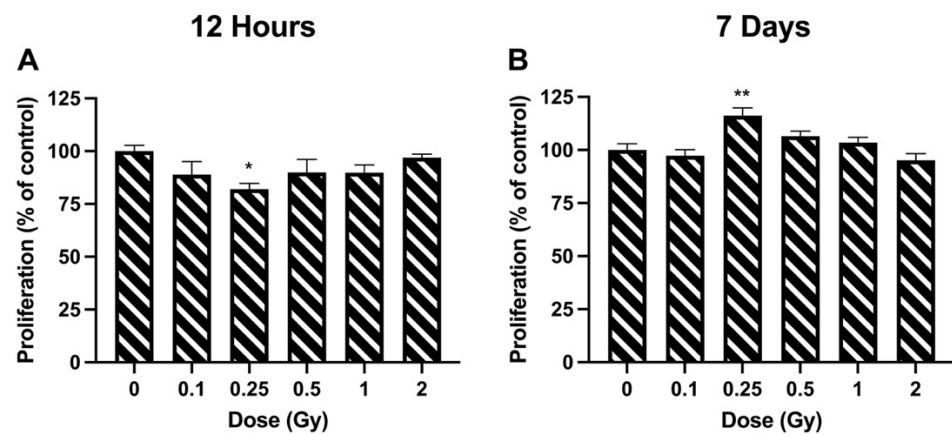 12 Hours
A
Proliferation (% of control)
125
100
75
50
25
0
*
0 0.1 0.25 0.5 1 2
Dose (Gy)
7 Days
B
Proliferation (% of control)
125
100
75
50
25
0
**
0 0.1 0.25 0.5 1 2
Dose (Gy)